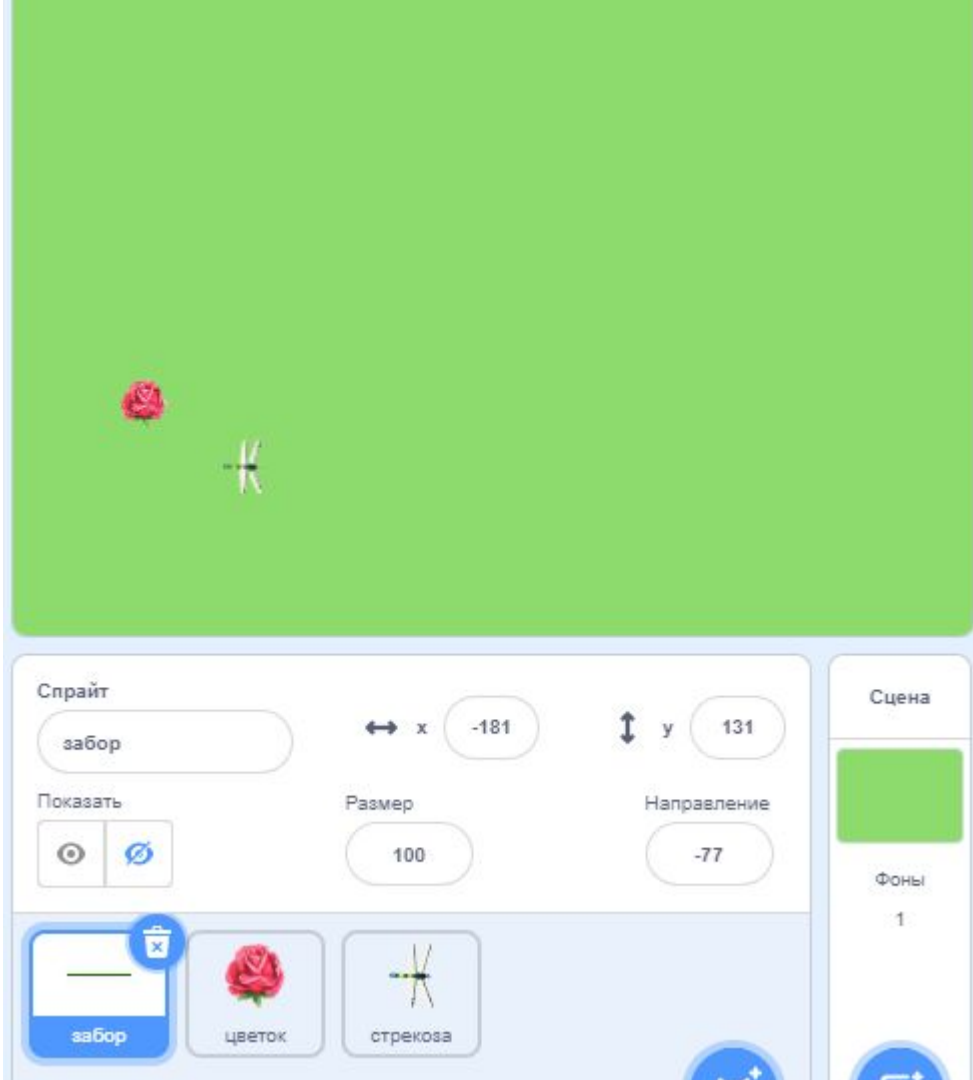 Спрайт
забор
x
-181
y
131
Показать
Размер
100
Направление
-77
забор
цветок
стрекоза
Сцена
Фоны
1